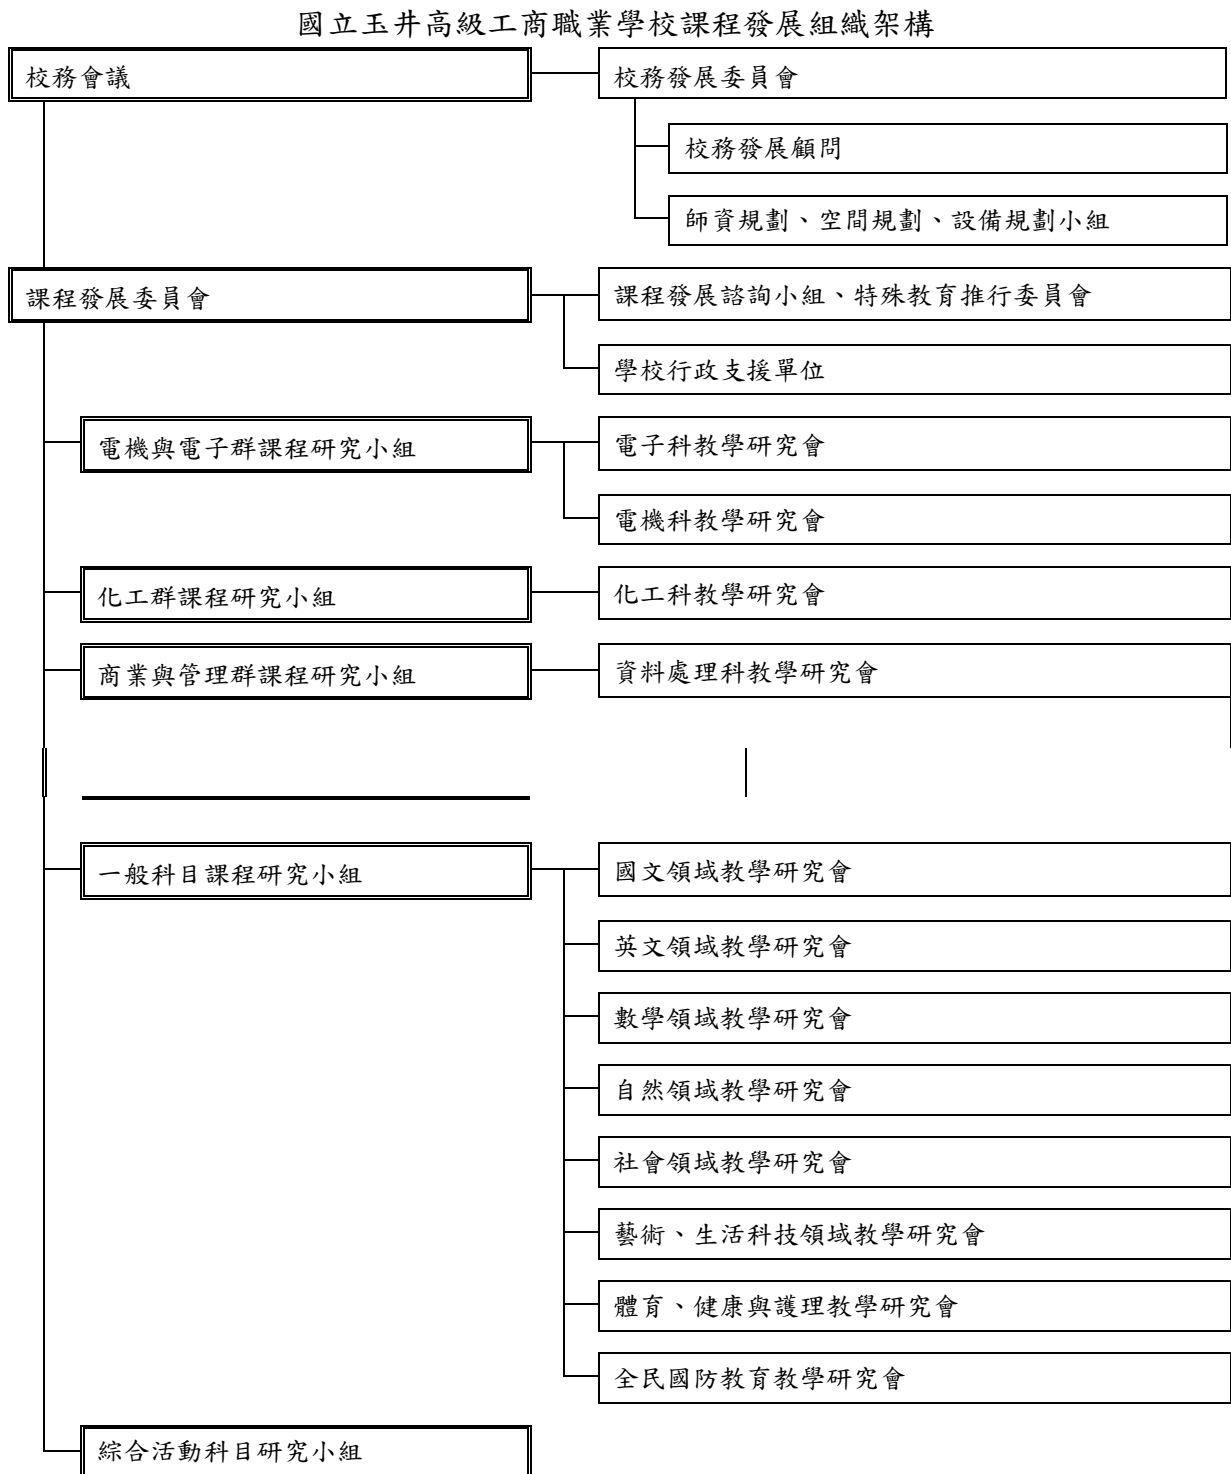 國立玉井高級工商職業學校課程發展組織架構
校務會議
校務發展委員會
校務發展顧問
師資規劃、空間規劃、設備規劃小組
課程發展委員會
課程發展諮詢小組、特殊教育推行委員會
學校行政支援單位
電機與電子群課程研究小組
電子科教學研究會
電機科教學研究會
化工群課程研究小組
化工科教學研究會
商業與管理群課程研究小組
資料處理科教學研究會
一般科目課程研究小組
國文領域教學研究會
英文領域教學研究會
數學領域教學研究會
自然領域教學研究會
社會領域教學研究會
藝術、生活科技領域教學研究會
體育、健康與護理教學研究會
全民國防教育教學研究會
綜合活動科目研究小組